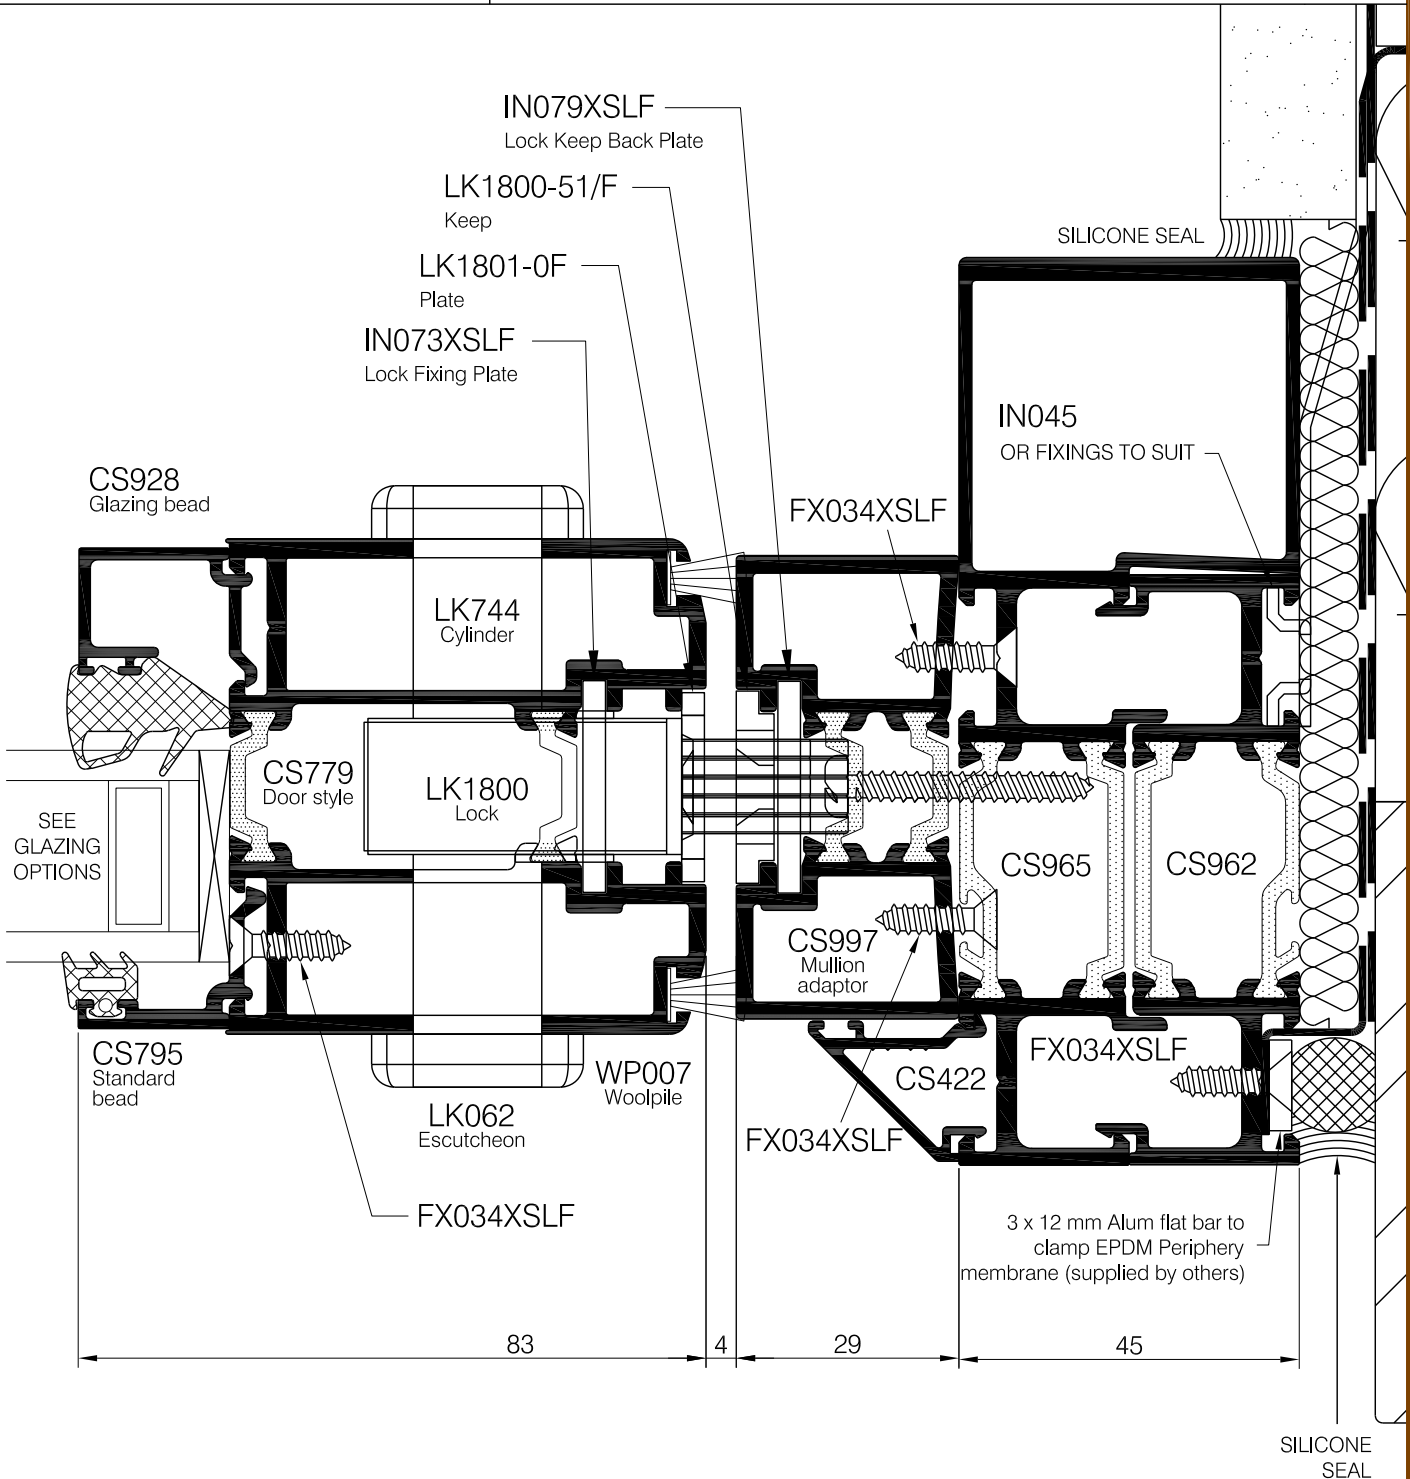 IN079XSLF
Lock Keep Back Plate
LK1800-51/F
Keep
SILICONE SEAL
LK1801-0F
Plate
IN073XSLF
Lock Fixing Plate
IN045
OR FIXINGS TO SUIT
CS928
Glazing bead
FX034XSLF
LK744
Cylinder
CS779
Door style
LK1800
Lock
SEE
GLAZING
OPTIONS
CS965
CS962
CS997
Mullion
adaptor
CS795
Standard
bead
WP007
Woolpile
CS422
FX034XSLF
LK062
Escutcheon
FX034XSLF
FX034XSLF
3 x 12 mm Alum flat bar to
clamp EPDM Periphery
membrane (supplied by others)
83
4
29
45
SILICONE
SEAL